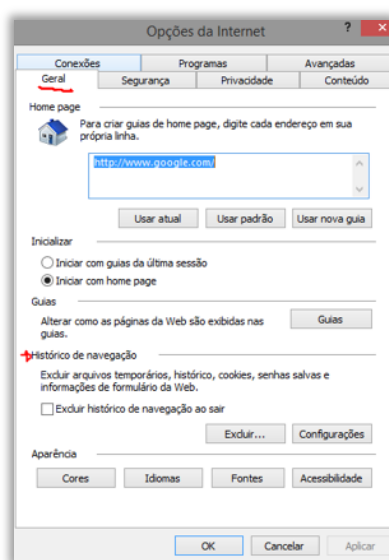 Opções da Internet
?
x
Conexões Programas Avançadas
Geral Segurança Privacidade Conteúdo
Home page
Para criar guias de home page, digite cada endereço em sua
própria linha.
http://www.google.com/
Usar atual Usar padrão Usar nova guia
Inicializar
Iniciar com guias da última sessão
Iniciar com home page
Guias
Alterar como as páginas da Web são exibidas nas
guias.
Guias
Histórico de navegação
Excluir arquivos temporários, histórico, cookies, senhas salvas e
informações de formulário da Web.
Excluir histórico de navegação ao sair
Excluir... Configurações
Aparência
Cores Idiomas Fontes Acessibilidade
OK Cancelar Aplicar